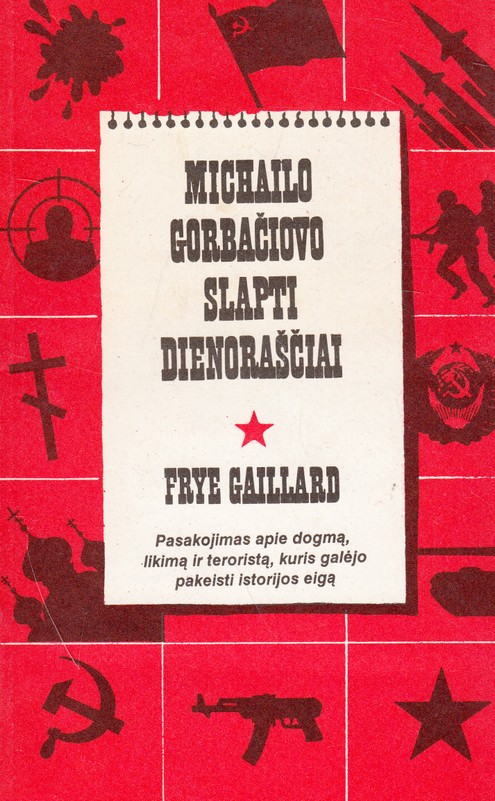 MICHAILO
GORBAČIOVO
SLAPTI
DIENORAŠČIAI
FRYE GAILLARD
Pasakojimas apie dogmą,
likimą ir teroristą, kuris galėjo
pakeisti istorijos eigą